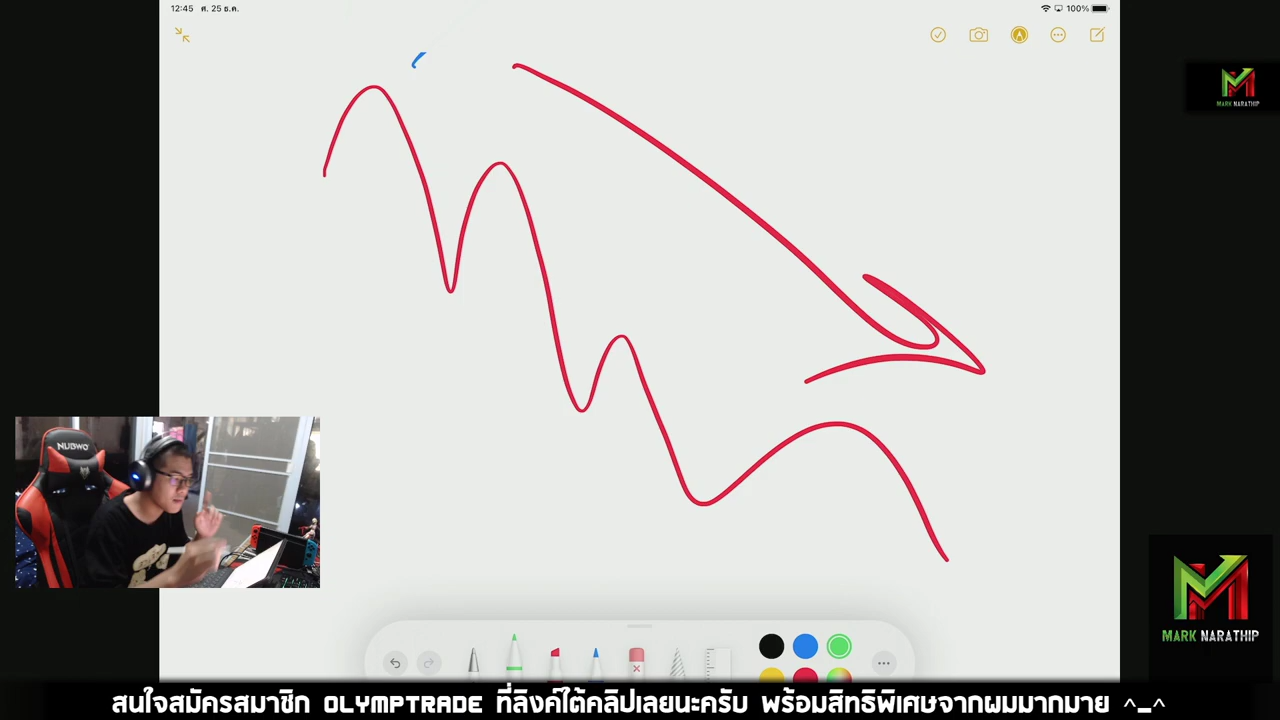 12:45 ศ. 25 ธ.ค. 100%
MARK NARATHIP
NUBWO
MARK NARATHIP
สนใจสมัครสมาชิก OLYMPTRADE ที่ลิงค์ใต้คลิปเลยนะครับ พร้อมสิทธิพิเศษจากผมมากมาย ^_^